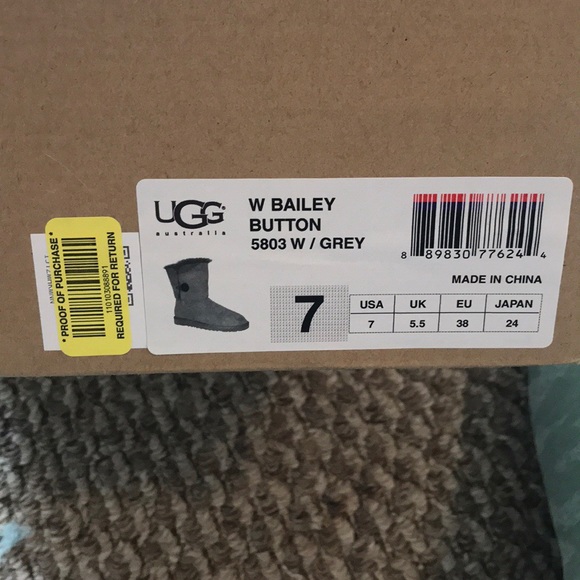 UGG
australia
W BAILEY
BUTTON
5803 W / GREY
8 89830 77624 4
MADE IN CHINA
7
USA UK EU JAPAN
7 5.5 38 24
* PROOF OF PURCHASE *
110103088891
REQUIRED FOR RETURN